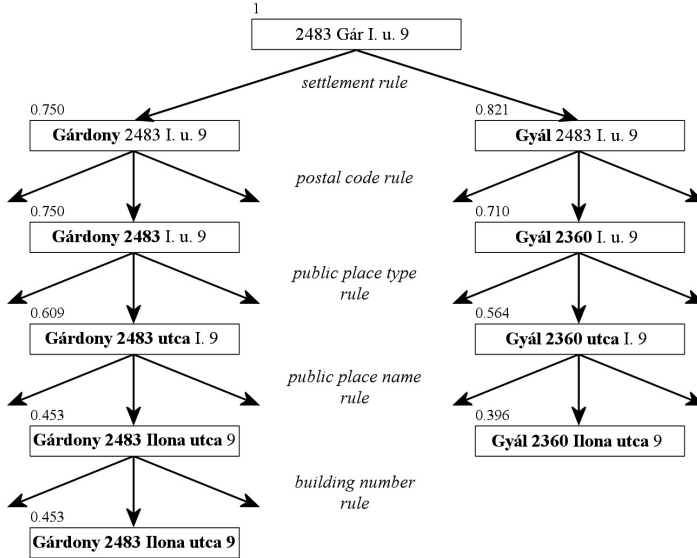 1
2483 Gár I. u. 9
settlement rule
0.750
0.821
Gárdony 2483 I. u. 9
Gyál 2483 I. u. 9
postal code rule
0.750
0.710
Gárdony 2483 I. u. 9
Gyál 2360 I. u. 9
public place type
rule
0.609
0.564
Gárdony 2483 utca I. 9
Gyál 2360 utca I. 9
public place name
rule
0.453
0.396
Gárdony 2483 Ilona utca 9
Gyál 2360 Ilona utca 9
building number
rule
0.453
Gárdony 2483 Ilona utca 9